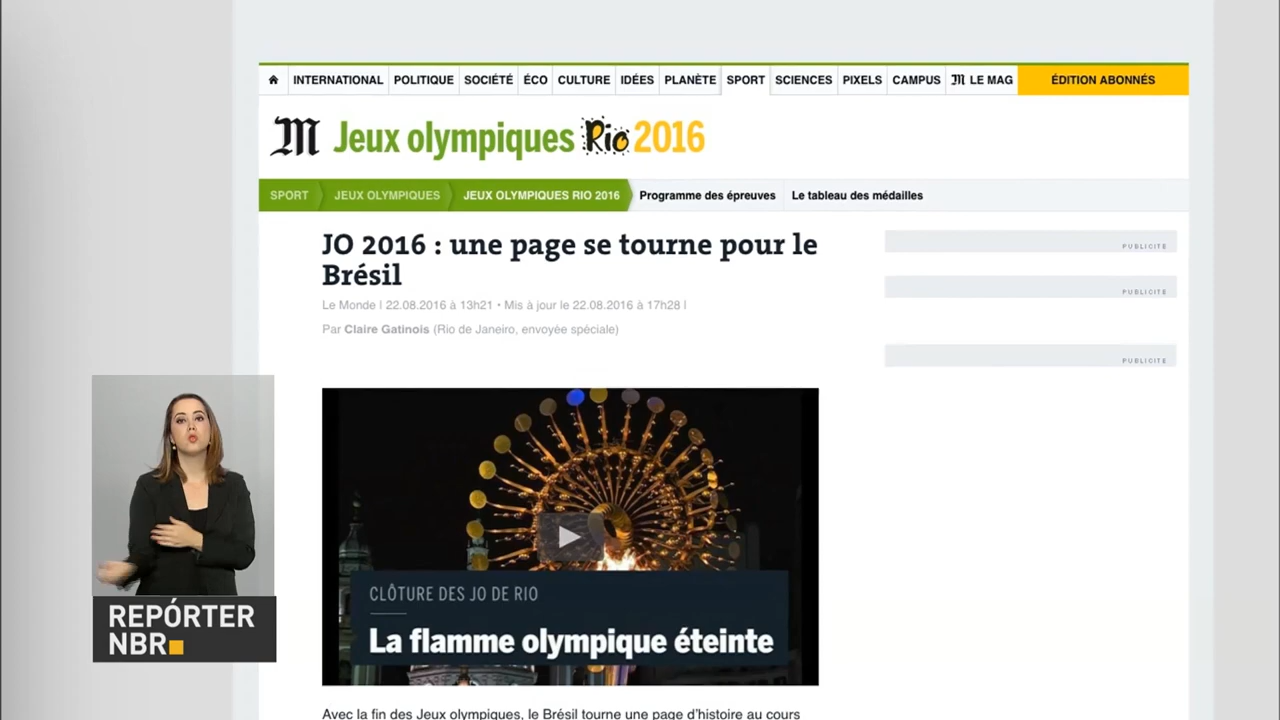 INTERNATIONAL POLITIQUE SOCIÉTÉ ÉCO CULTURE IDÉES PLANÈTE SPORT SCIENCES PIXELS CAMPUS M LE MAG ÉDITION ABONNÉS
M Jeux olympiques Rio 2016
SPORT JEUX OLYMPIQUES JEUX OLYMPIQUES RIO 2016 Programme des épreuves Le tableau des médailles
JO 2016 : une page se tourne pour le
Brésil
Le Monde | 22.08.2016 à 13h21 • Mis à jour le 22.08.2016 à 17h28 |
Par Claire Gatinois (Rio de Janeiro, envoyée spéciale)
PUBLICITÉ
PUBLICITÉ
PUBLICITÉ
CLÔTURE DES JO DE RIO
La flamme olympique éteinte
Avec la fin des Jeux olympiques, le Brésil tourne une page d'histoire au cours
REPÓRTER
NBR